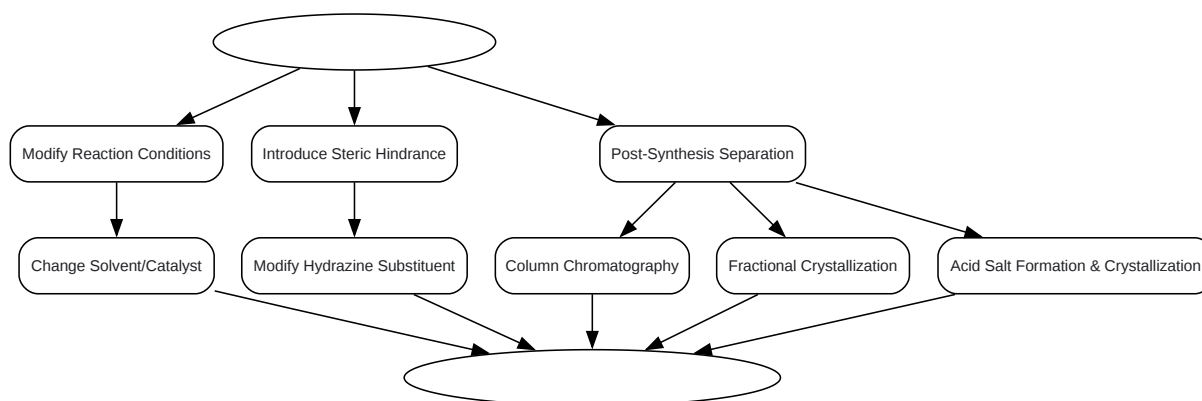 Modify Reaction Conditions
Introduce Steric Hindrance
Post-Synthesis Separation
Change Solvent/Catalyst
Modify Hydrazine Substituent
Column Chromatography
Fractional Crystallization
Acid Salt Formation & Crystallization